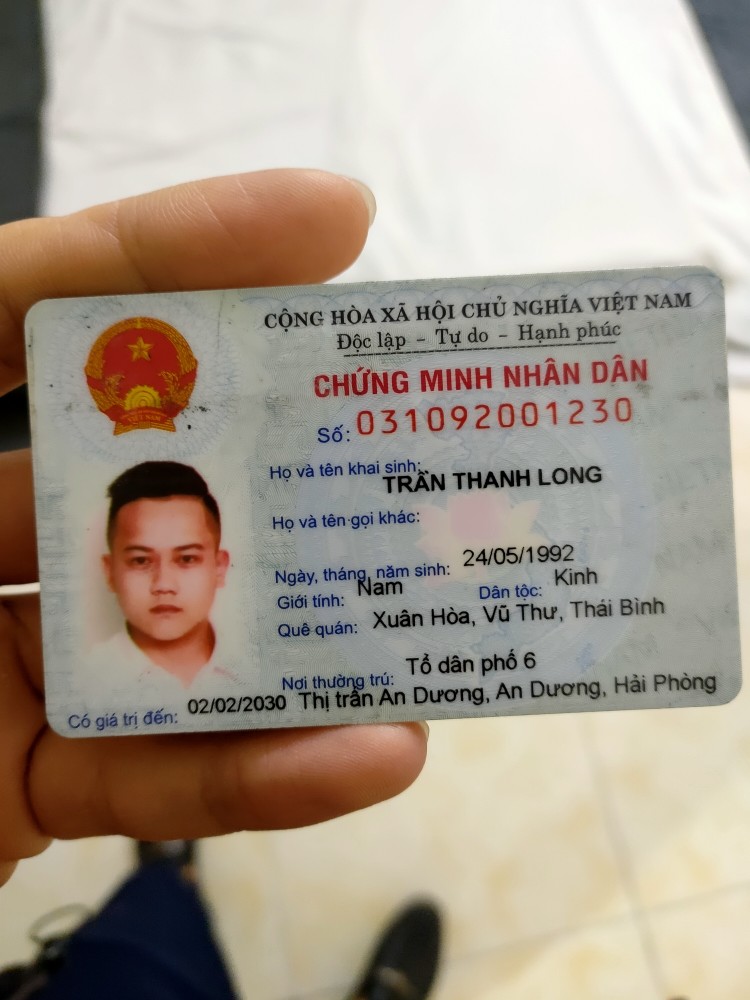 CỘNG HÒA XÃ HỘI CHỦ NGHĨA VIỆT NAM
Độc lập - Tự do - Hạnh phúc
CHỨNG MINH NHÂN DÂN
Số: 031092001230
Họ và tên khai sinh: TRẦN THANH LONG
Họ và tên gọi khác:
Ngày, tháng, năm sinh: 24/05/1992
Giới tính: Nam Dân tộc: Kinh
Quê quán: Xuân Hòa, Vũ Thư, Thái Bình
Nơi thường trú: Tổ dân phố 6
Thị trấn An Dương, An Dương, Hải Phòng
Có giá trị đến: 02/02/2030
VIỆT NAM